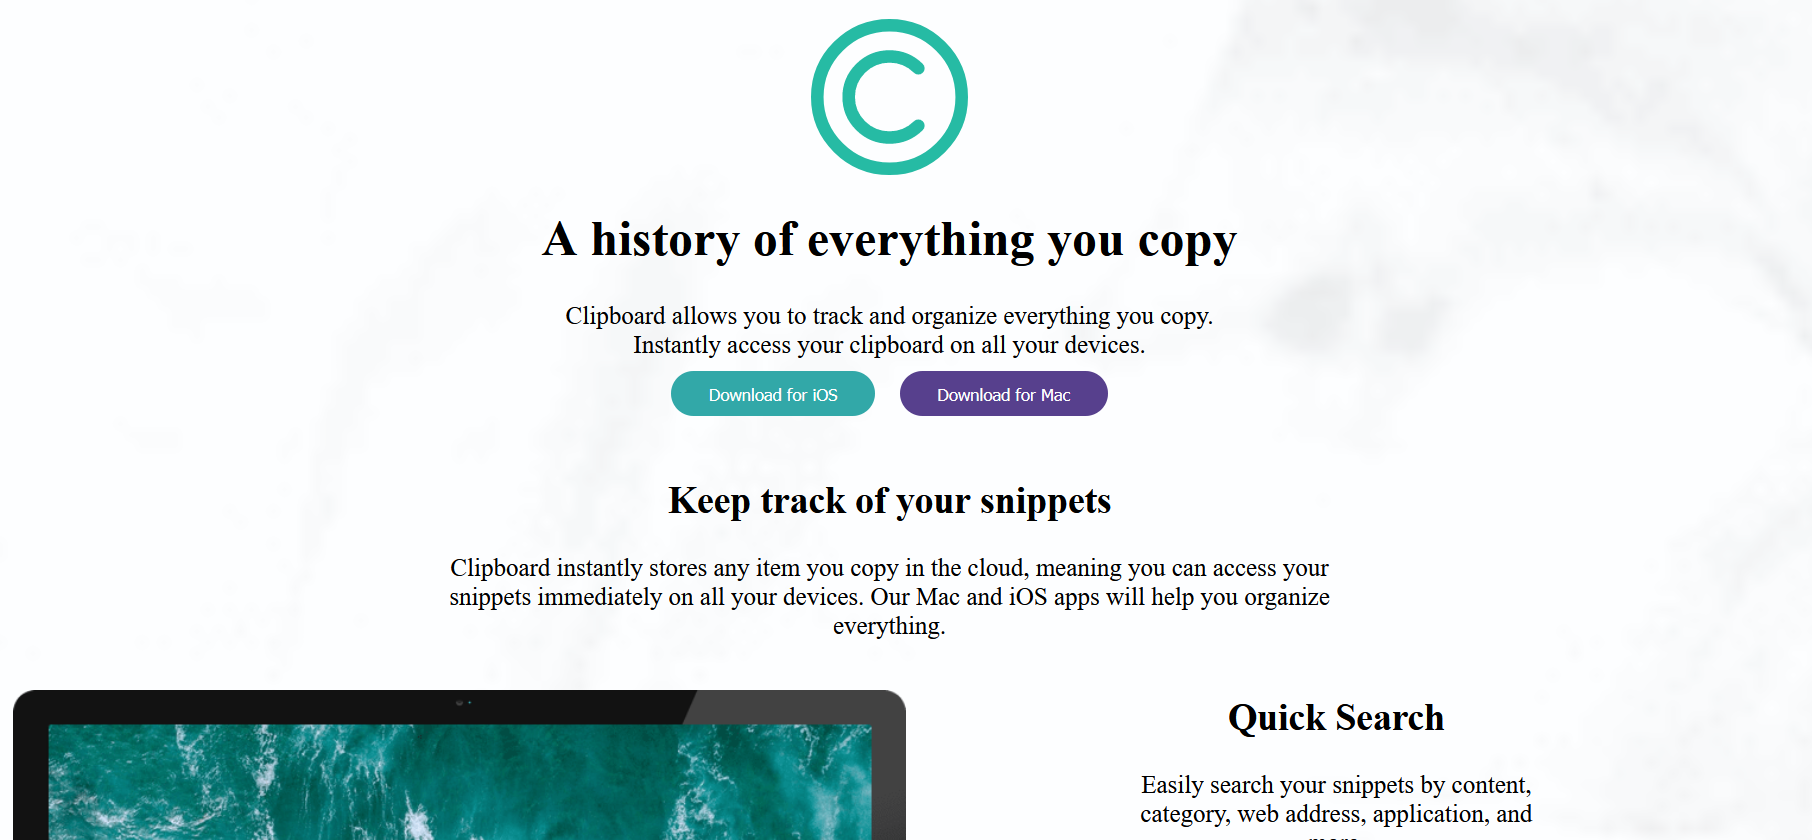 C
A history of everything you copy
Clipboard allows you to track and organize everything you copy.
Instantly access your clipboard on all your devices.
Download for iOS
Download for Mac
Keep track of your snippets
Clipboard instantly stores any item you copy in the cloud, meaning you can access your
snippets immediately on all your devices. Our Mac and iOS apps will help you organize
everything.
Quick Search
Easily search your snippets by content,
category, web address, application, and